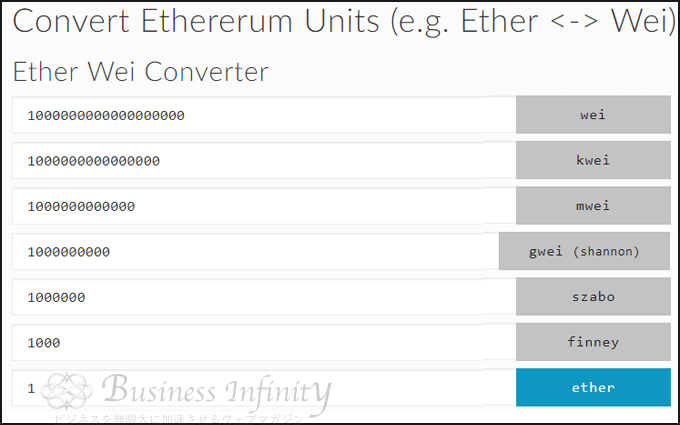 Convert Ethererum Units (e.g. Ether <-> Wei)
Ether Wei Converter
1000000000000000000 wei
1000000000000000 kwei
1000000000000 mwei
1000000000 gwei (shannon)
1000000 szabo
1000 finney
1 ether
Business Infinity
ビジネスを無限大に加速させるウェブマガジン